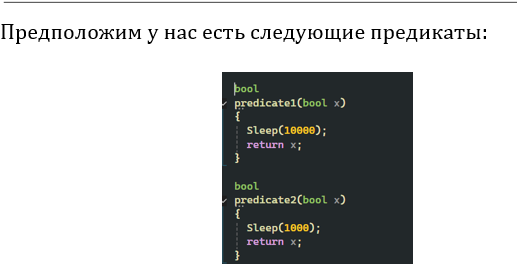 Предположим у нас есть следующие предикаты:
bool
predicate1(bool x)
{
Sleep(10000);
return x;
}
bool
predicate2(bool x)
{
Sleep(1000);
return x;
}